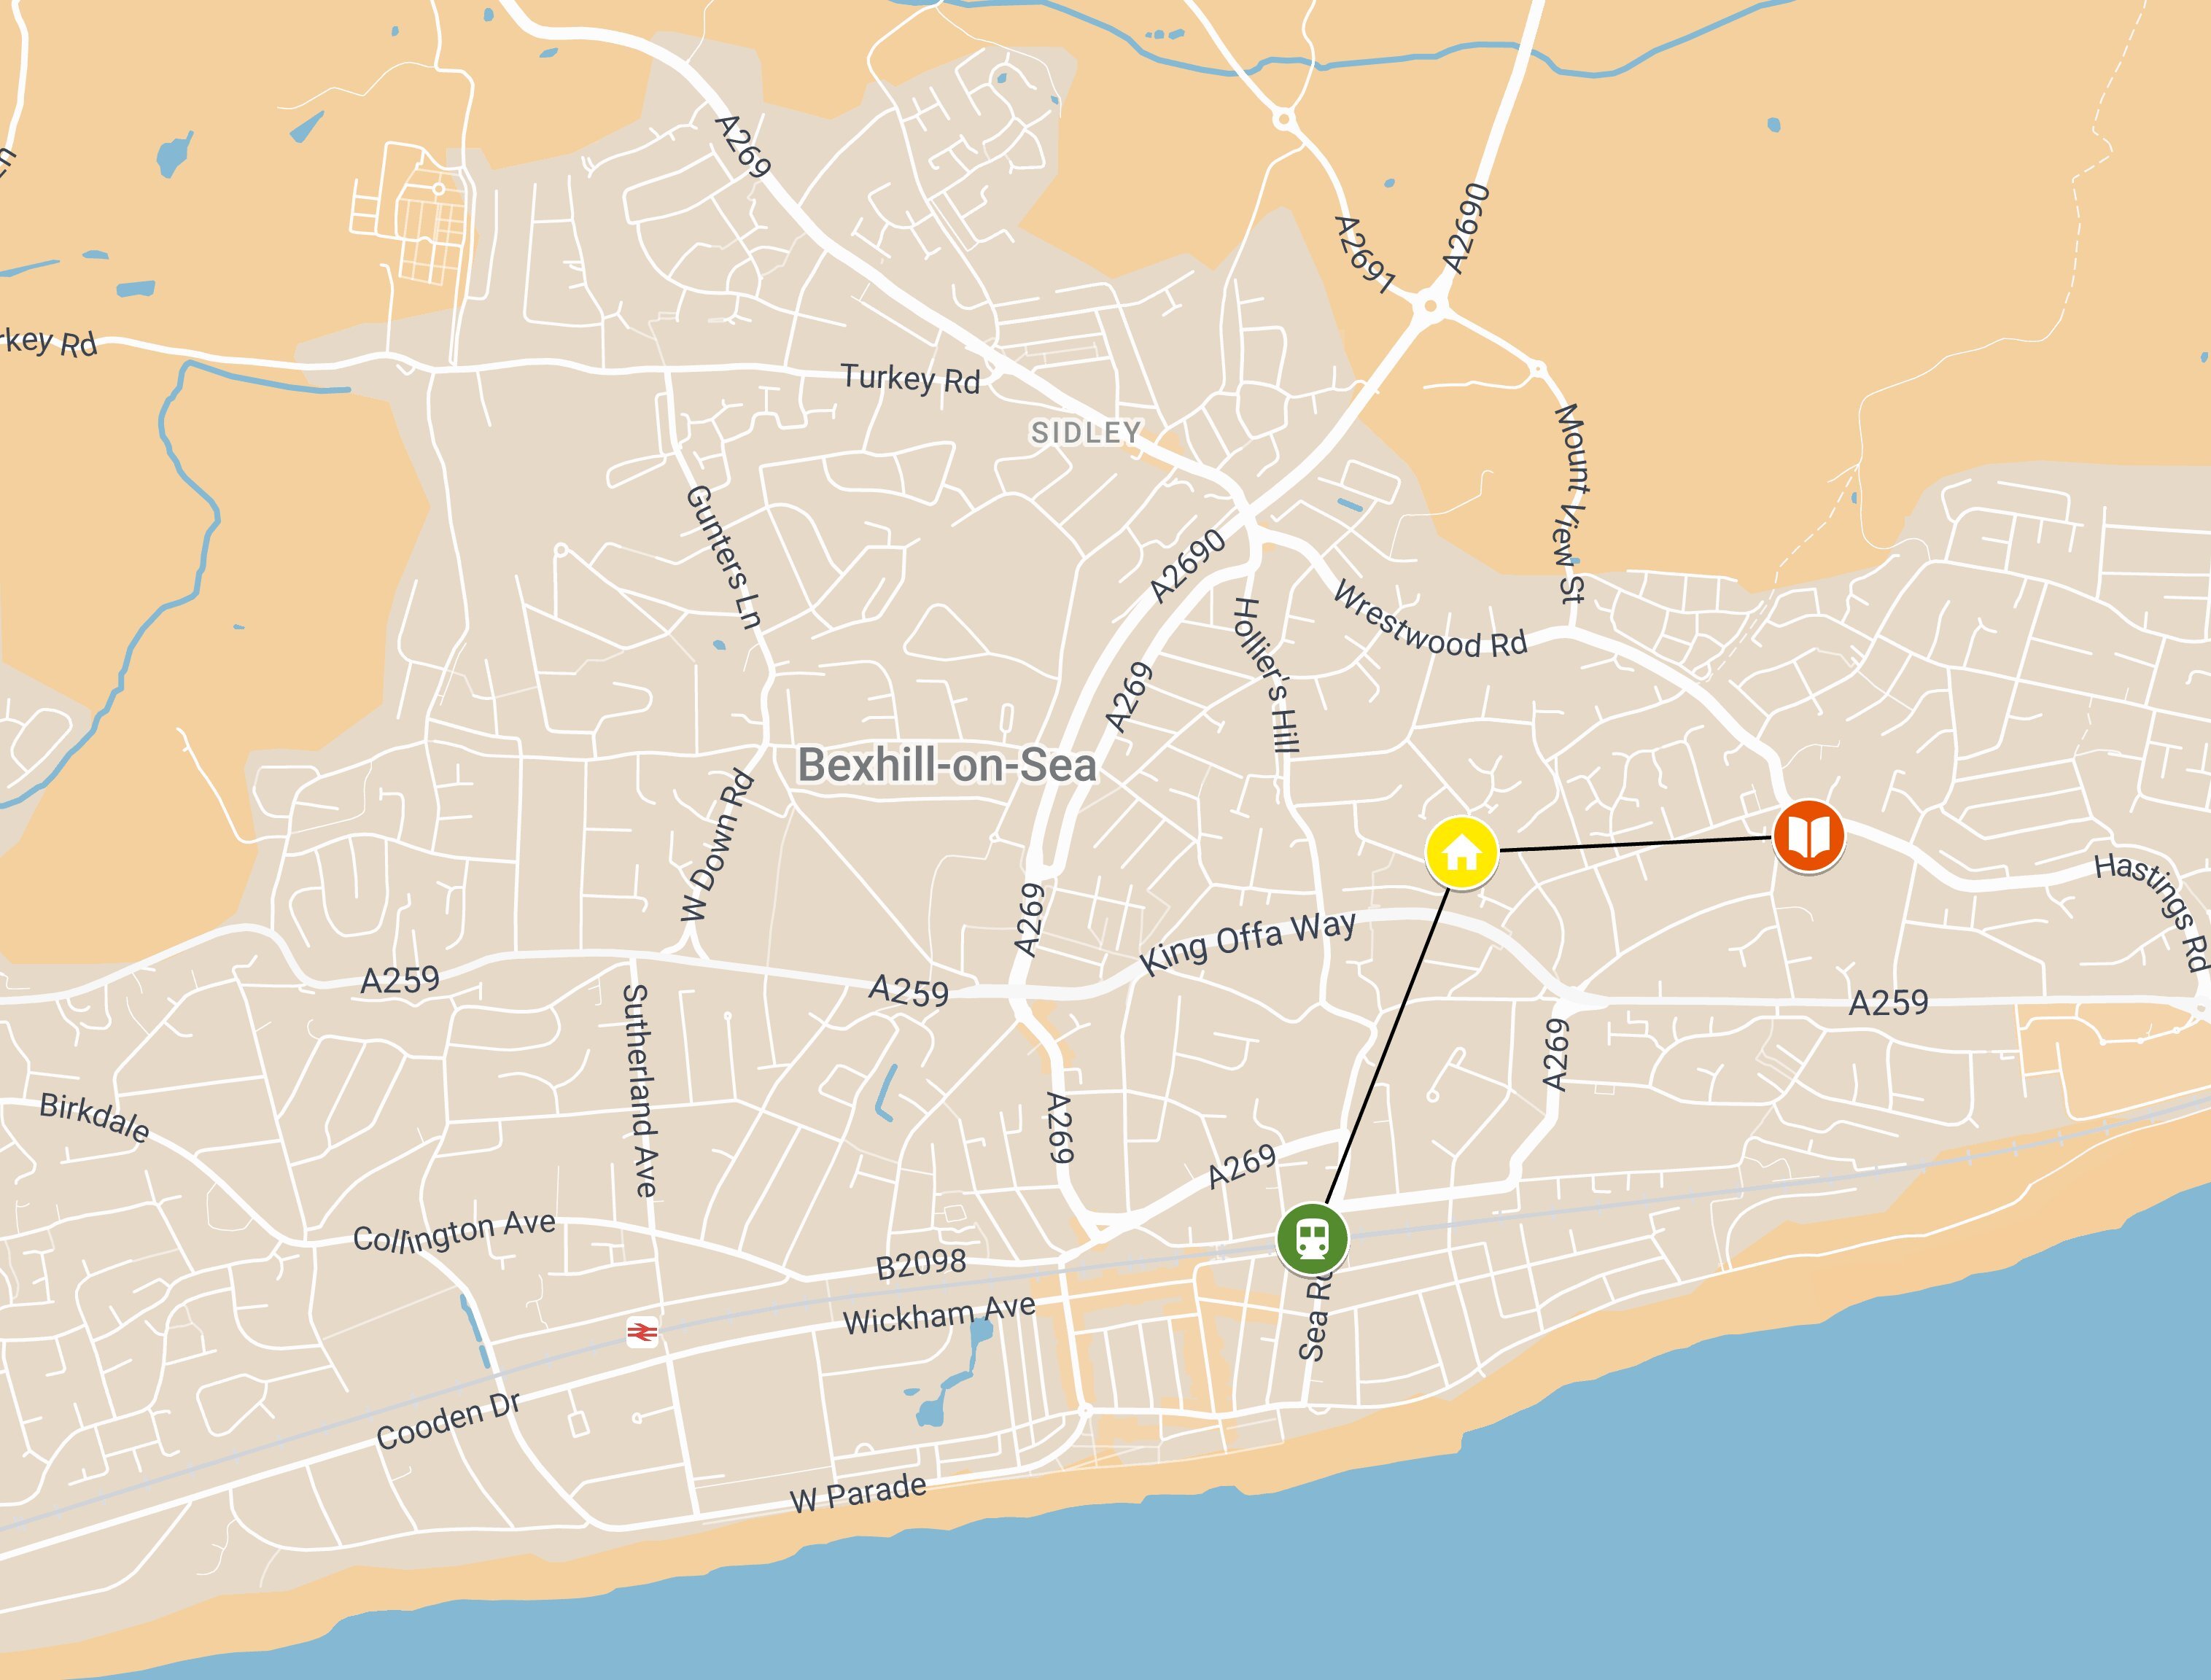 A269
A2690
A2691
rkey Rd
Turkey Rd
SIDLEY
Mount View St
Gunters Ln
A2690
Wrestwood Rd
Hollier's Hill
A269
Bexhill-on-Sea
W Down Rd
Hastings Rd
A269
King Offa Way
A259
A259
A259
Sutherland Ave
A269
Birkdale
A269
A269
Collington Ave
B2098
Wickham Ave
Sea Rd
Cooden Dr
W Parade